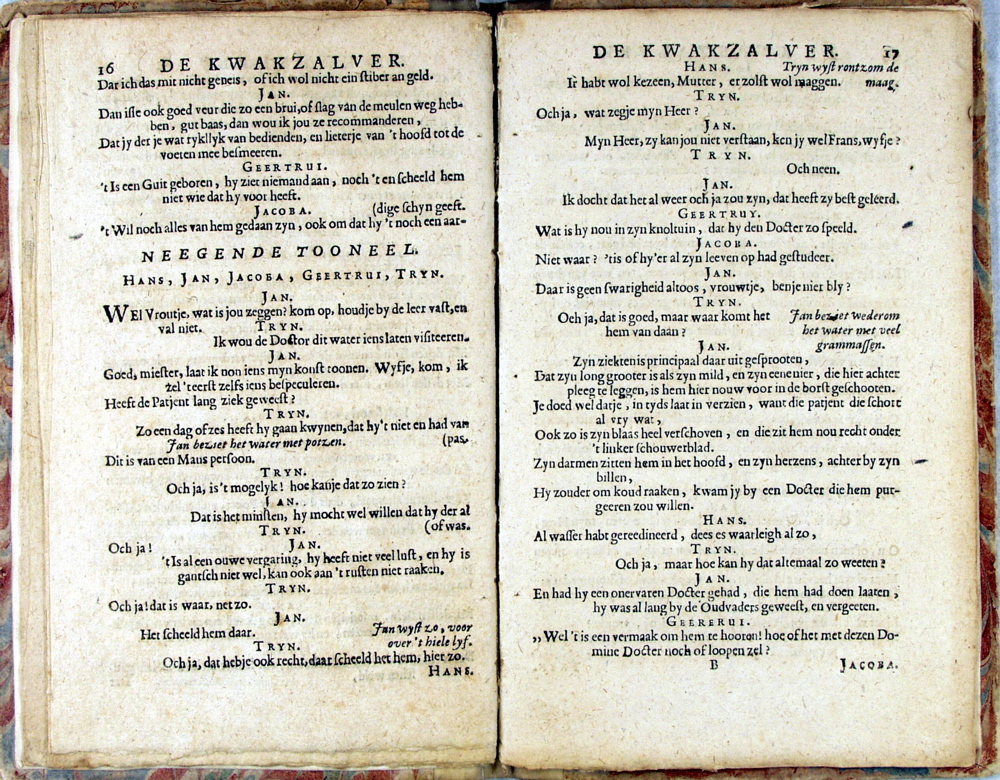 16 DE KWAKZALVER.
Dar ich das mit nicht geneis, of ich wol nicht ein stiber an geld.
JAN.
Dan isse ook goed veur die zo een brui, of slag van de meulen weg heb-
ben, gut baas, dan wou ik jou ze recommanderen,
Dat jy der je wat rykllyk van bedienden, en lieterje van 't hoofd tot de
voeten mee besmeeren.
GEERTRUI.
't Is een Guit geboren, hy ziet niemand aan, noch 't en scheeld hem
niet wie dat hy voor heeft.
JACOBA. (dige schyn geeft.
't Wil noch alles van hem gedaan zyn, ook om dat hy 't noch een aar-
NEEGENDE TOONEEL.
HANS, JAN, JACOBA, GEERTRUI, TRYN.
JAN.
WEl Vroutje, wat is jou zeggen? kom op, houdje by de leer vast, en
val niet. TRYN.
Ik wou de Doctor dit water iens laten visiteeren.
JAN.
Goed, miester, laat ik nou iens myn konst toonen. Wyfje, kom, ik
zel 'teerst zelfs iens bespeculeren.
Heeft de Patjent lang ziek geweest?
TRYN.
Zo een dag of zes heeft hy gaan kwynen, dat hy't niet en had van
Jan beziet het water met potzen. (pas,
Dit is van een Mans persoon.
TRYN.
Och ja, is't mogelyk! hoe kanje dat zo zien?
JAN.
Dat is het minsten, hy mocht wel willen dat hy der al
TRYN. (of was.
Och ja! JAN.
't Is al een ouwe vergaring, hy heeft niet veel lust, en hy is
gantsch niet wel, kan ook aan 't rusten niet raaken.
TRYN.
Och ja! dat is waar, net zo.
JAN.
Het scheeld hem daar. Jan wyst zo, voor
TRYN. over 't hiele lyf.
Och ja, dat hebje ook recht, daar scheeld het hem, hier zo.
HANS.
DE KWAKZALVER. 17
HANS. Tryn wyst rontzom de
Ir habt wol kezeen, Mutter, er zolst wol maggen. maag.
TRYN.
Och ja, wat zegje myn Heer?
JAN.
Myn Heer, zy kan jou niet verstaan, ken jy wel Frans, wyfje?
TRYN.
Och neen.
JAN.
Ik docht dat het al weer och ja zou zyn, dat heeft zy best geleerd.
GEERTRUY.
Wat is hy nou in zyn knoltuin, dat hy den Docter zo speeld.
JACOBA.
Niet waar? 'tis of hy'er al zyn leeven op had gestudeer.
JAN.
Daar is geen swarigheid altoos, vrouwtje, benje nier bly?
TRYN.
Och ja, dat is goed, maar waar komt het Jan beziet wederom
hem van daan? het water met veel
JAN. grammassen.
Zyn ziekten is principaal daar uit gesprooten,
Dat zyn long grooter is als zyn mild, en zyn eene nier, die hier achter
pleeg te leggen, is hem hier nouw voor in de borst geschooten.
Je doed wel datje, in tyds laat in verzien, want die patjent die schort
al vry wat,
Ook zo is zyn blaas heel verschoven, en die zit hem nou recht onder
't linker schouwerblad.
Zyn darmen zitten hem in het hoofd, en zyn herzens, achter by zyn
billen,
Hy zouder om koud raaken, kwam jy by een Docter die hem pur-
geeren zou willen.
HANS.
Al wasser habt gereedineerd, dees es waarleigh al zo,
TRYN.
Och ja, maar hoe kan hy dat altemaal zo weeten?
JAN.
En had hy een onervaren Docter gehad, die hem had doen laaten,
hy was al lang by de Oudvaders geweest, en vergeeten.
GEERERUI.
„ Wel 't is een vermaak om hem te hooren! hoe of het met dezen Do-
mine Docter noch of loopen zel?
B JACOBA.